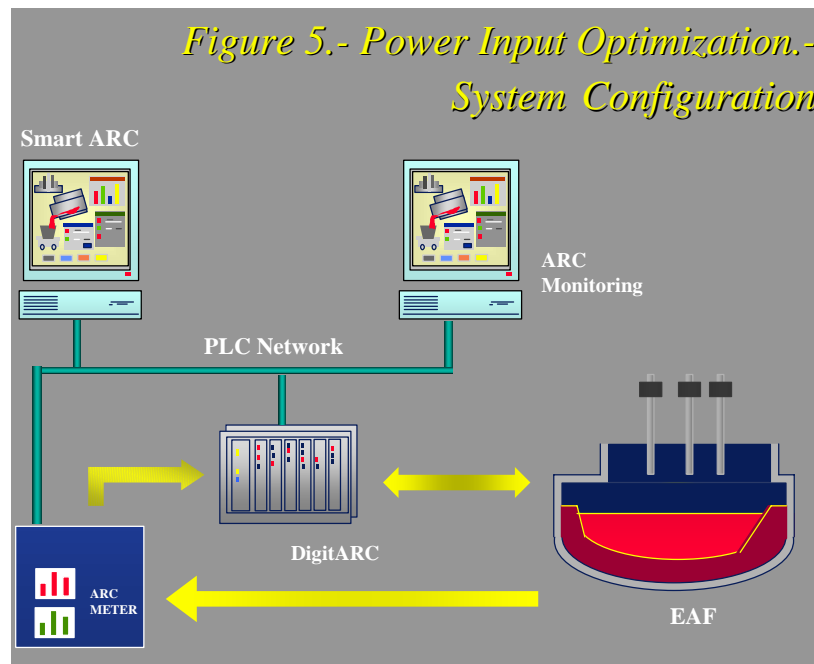 Figure 5.- Power Input Optimization.-
System Configuration
Smart ARC
ARC
Monitoring
PLC Network
DigitARC
ARC
METER
EAF